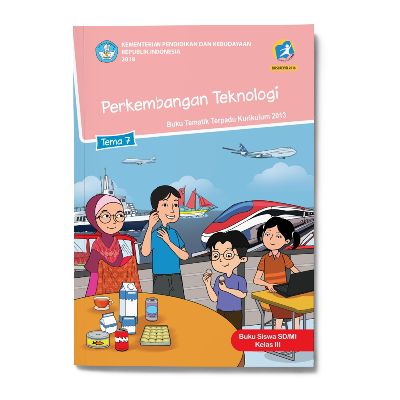 KEMENTERIAN PENDIDIKAN DAN KEBUDAYAAN
REPUBLIK INDONESIA
2018
Perkembangan Teknologi
Buku Tematik Terpadu Kurikulum 2013
Tema 7
Buku Siswa SD/MI
Kelas III